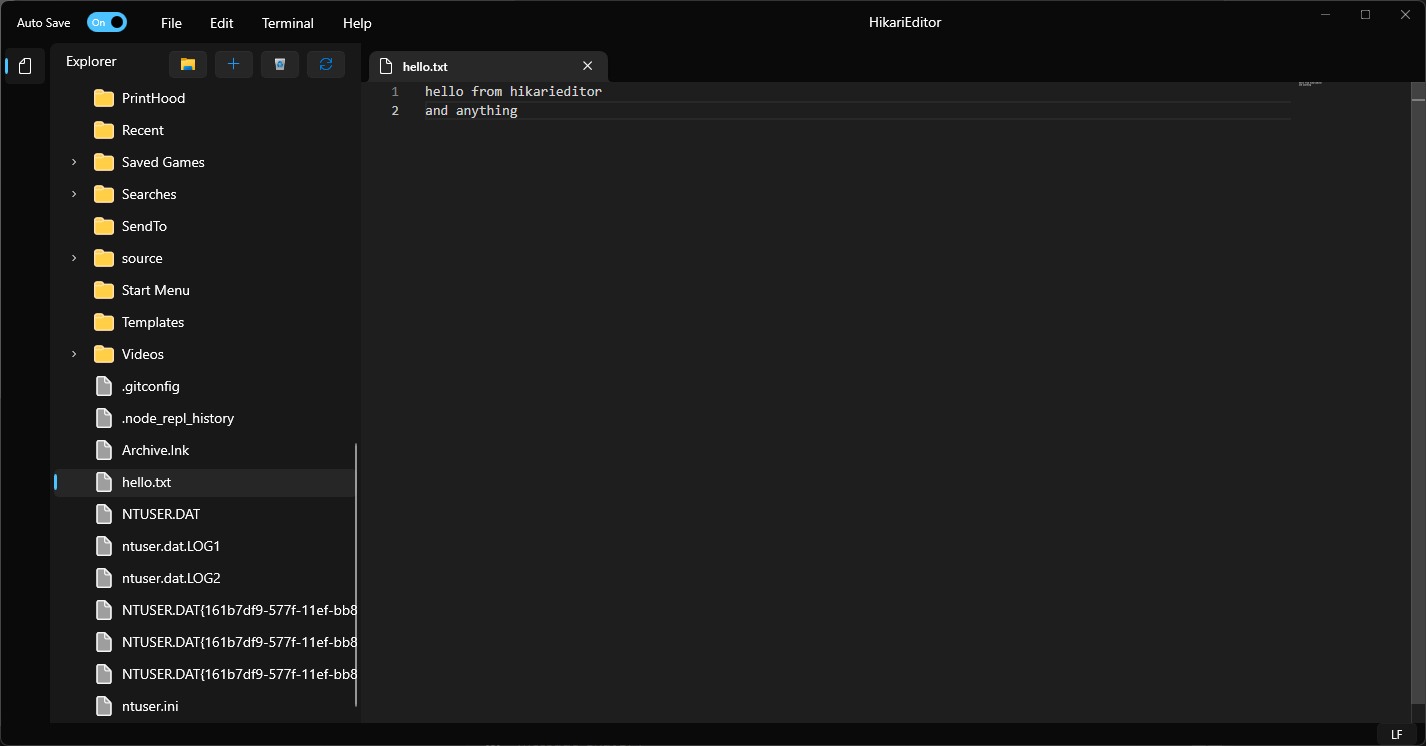 Auto Save On File Edit Terminal Help HikariEditor
Explorer
hello.txt
PrintHood
Recent
Saved Games
Searches
SendTo
source
Start Menu
Templates
Videos
.gitconfig
.node_repl_history
Archive.lnk
hello.txt
NTUSER.DAT
ntuser.dat.LOG1
ntuser.dat.LOG2
NTUSER.DAT{161b7df9-577f-11ef-bb8
NTUSER.DAT{161b7df9-577f-11ef-bb8
NTUSER.DAT{161b7df9-577f-11ef-bb8
ntuser.ini
1 hello from hikarieditor
2 and anything
LF